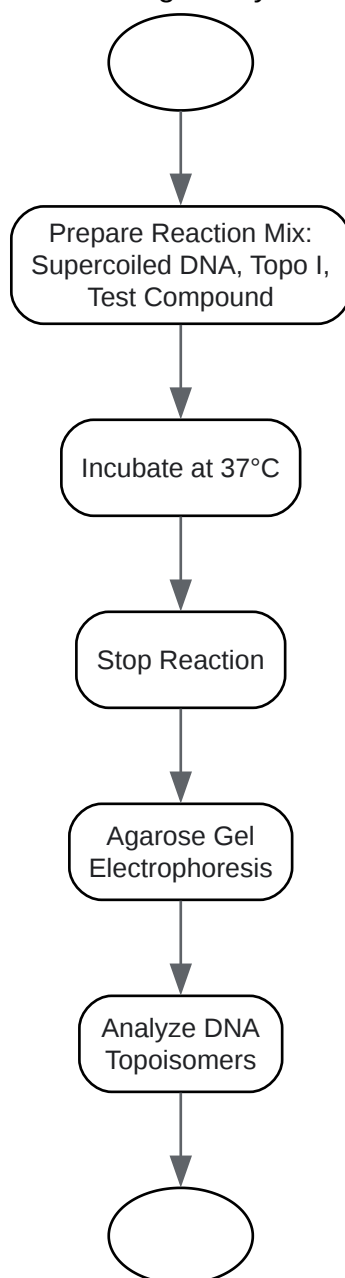 Prepare Reaction Mix:
Supercoiled DNA, Topo I,
Test Compound
Incubate at 37°C
Stop Reaction
Agarose Gel
Electrophoresis
Analyze DNA
Topoisomers